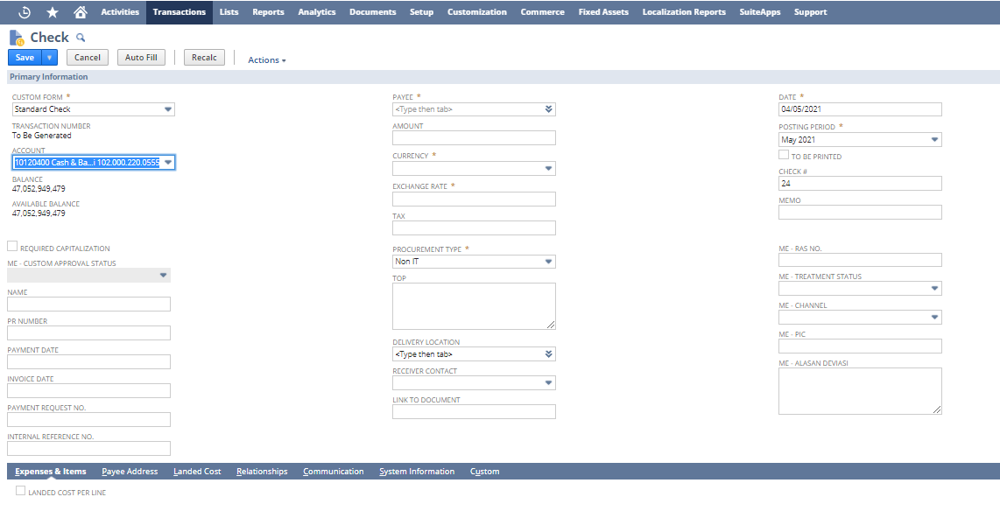 Activities Transactions Lists Reports Analytics Documents Setup Customization Commerce Fixed Assets Localization Reports SuiteApps Support
Check
Save Cancel Auto Fill Recalc Actions
Primary Information
CUSTOM FORM *
Standard Check
TRANSACTION NUMBER
To Be Generated
ACCOUNT
10120400 Cash & Ba...i 102.000.220.0555
BALANCE
47,052,949,479
AVAILABLE BALANCE
47,052,949,479
REQUIRED CAPITALIZATION
ME - CUSTOM APPROVAL STATUS
NAME
PR NUMBER
PAYMENT DATE
INVOICE DATE
PAYMENT REQUEST NO.
INTERNAL REFERENCE NO.
PAYEE *
<Type then tab>
AMOUNT
CURRENCY *
EXCHANGE RATE *
TAX
PROCUREMENT TYPE *
Non IT
TOP
DELIVERY LOCATION
<Type then tab>
RECEIVER CONTACT
LINK TO DOCUMENT
DATE *
04/05/2021
POSTING PERIOD *
May 2021
TO BE PRINTED
CHECK #
24
MEMO
ME - RAS NO.
ME - TREATMENT STATUS
ME - CHANNEL
ME - PIC
ME - ALASAN DEVIASI
Expenses & Items Payee Address Landed Cost Relationships Communication System Information Custom
LANDED COST PER LINE